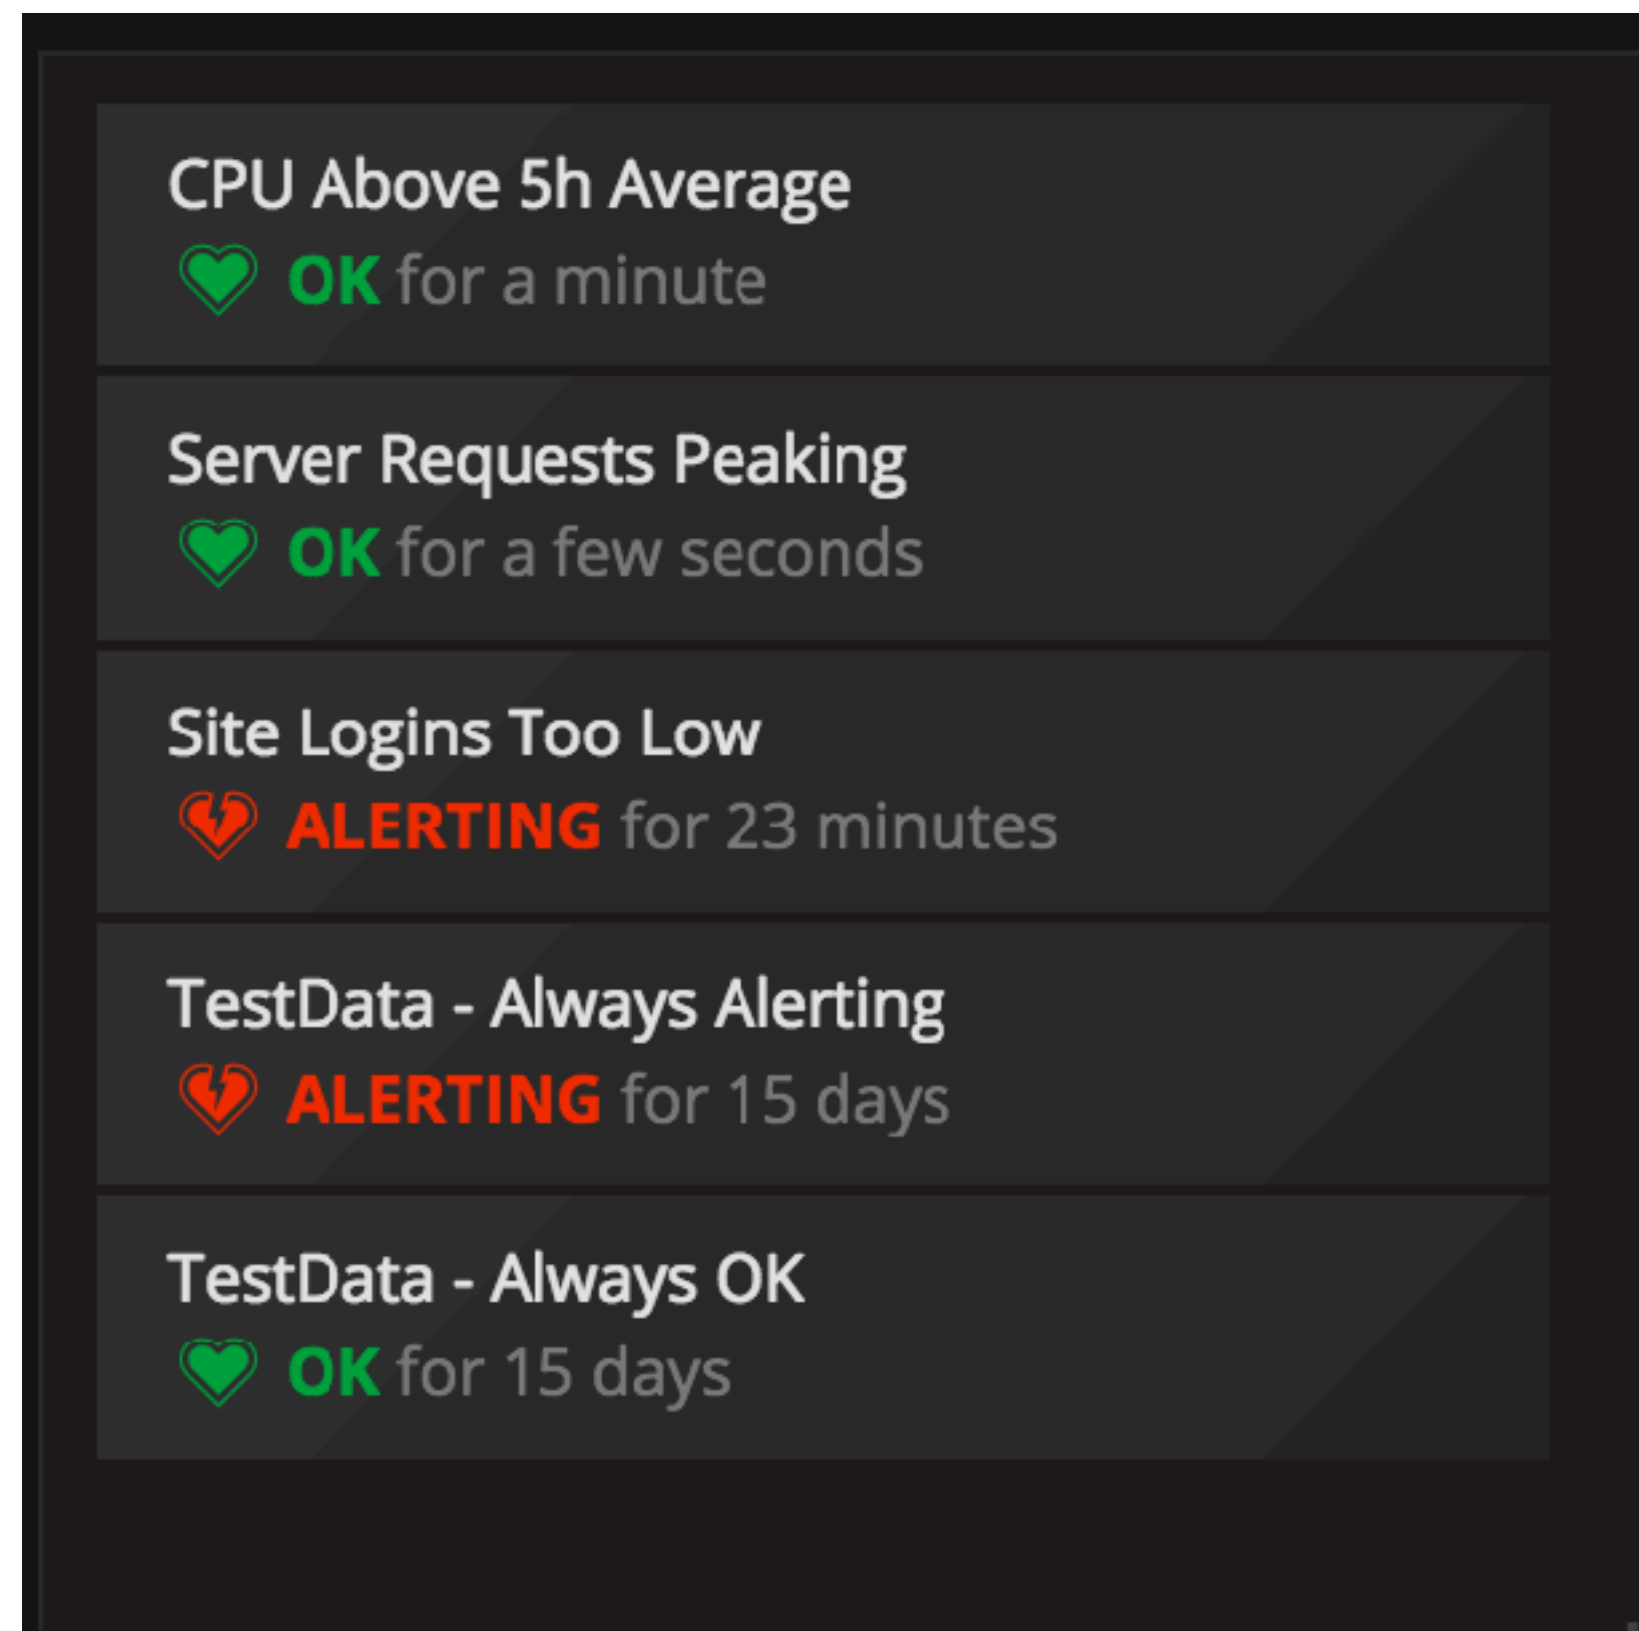 CPU Above 5h Average
OK for a minute
Server Requests Peaking
OK for a few seconds
Site Logins Too Low
ALERTING for 23 minutes
TestData - Always Alerting
ALERTING for 15 days
TestData - Always OK
OK for 15 days